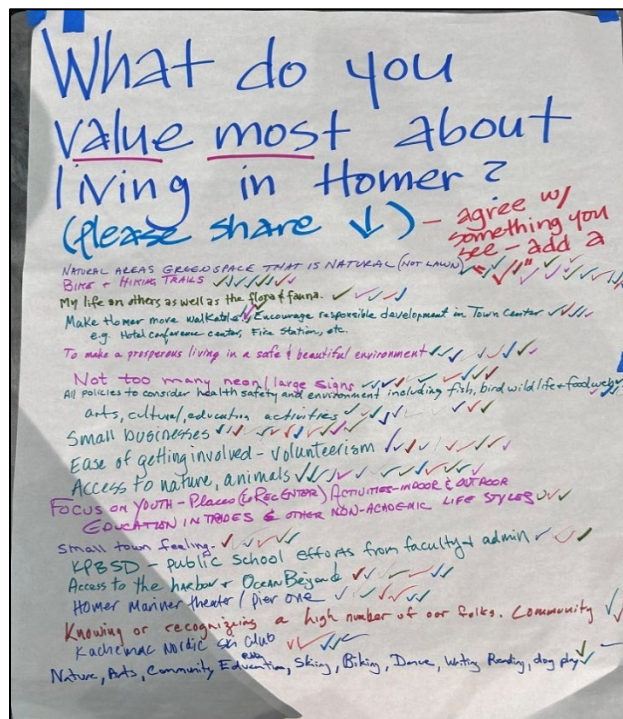 What do you
value most about
living in Homer?
(please share ↓) – agree w/
something you
see – add a
"✓"
NATURAL AREAS GREENSPACE THAT IS NATURAL (NOT LAWN)
BIKE + HIKING TRAILS
My life on others as well as the flora & fauna.
Make Homer more walkable / Encourage responsible development in Town Center
e.g. Hotel Conference center, Fire Station, etc.
To make a prosperous living in a safe & beautiful environment
Not too many neon/large signs
All policies to consider health safety and environment including fish, bird wildlife + food web
arts, cultural, education activities
Small businesses
Ease of getting involved – volunteerism
Access to nature, animals
FOCUS ON YOUTH – PLACES (REC CENTER) ACTIVITIES – INDOOR & OUTDOOR
EDUCATION IN TRADES & OTHER NON-ACADEMIC LIFE STYLES
Small town feeling.
KPBSD – public school efforts from faculty + admin
Access to the harbor + Ocean Beyond
Homer Mariner theater / Pier one
Knowing or recognizing a high number of our folks. Community
Kachemac Nordic Ski Club
Nature, Arts, Community Education, Skiing, Biking, Dance, Writing Reading, dog play